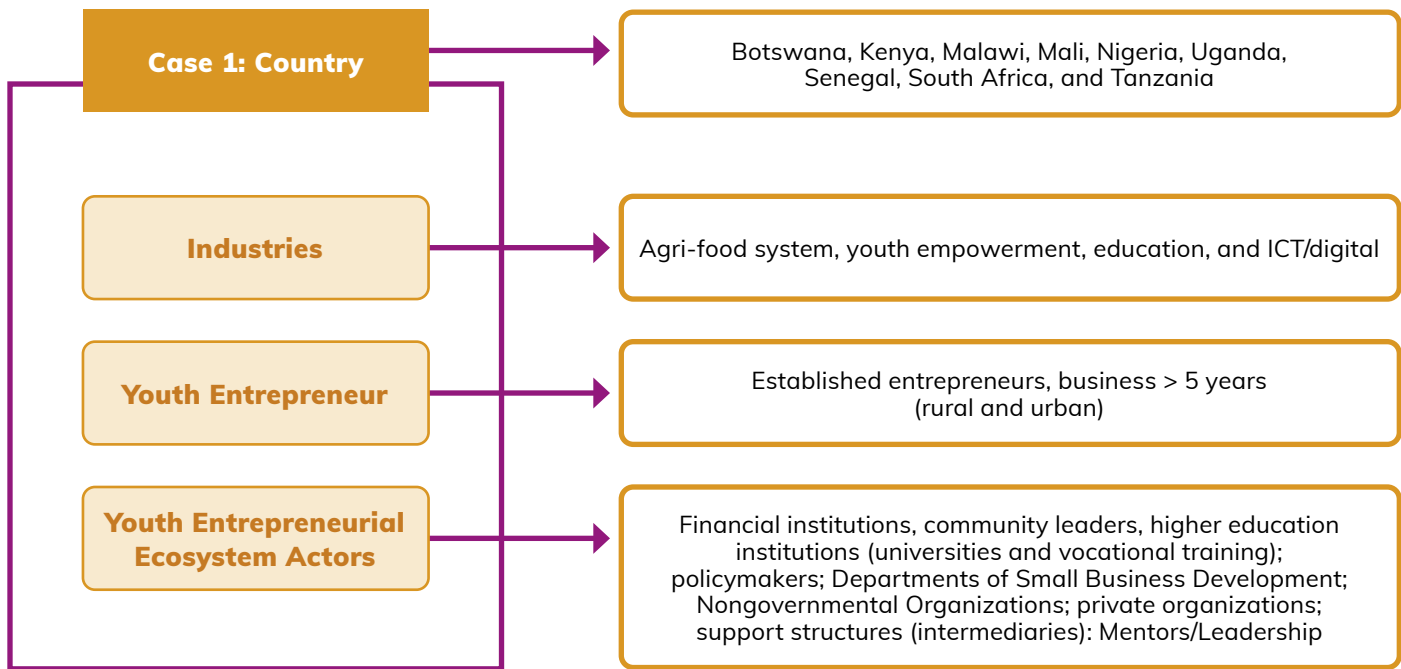 Case 1: Country
Botswana, Kenya, Malawi, Mali, Nigeria, Uganda,
Senegal, South Africa, and Tanzania
Industries
Agri-food system, youth empowerment, education, and ICT/digital
Youth Entrepreneur
Established entrepreneurs, business > 5 years
(rural and urban)
Youth Entrepreneurial
Ecosystem Actors
Financial institutions, community leaders, higher education
institutions (universities and vocational training);
policymakers; Departments of Small Business Development;
Nongovernmental Organizations; private organizations;
support structures (intermediaries): Mentors/Leadership